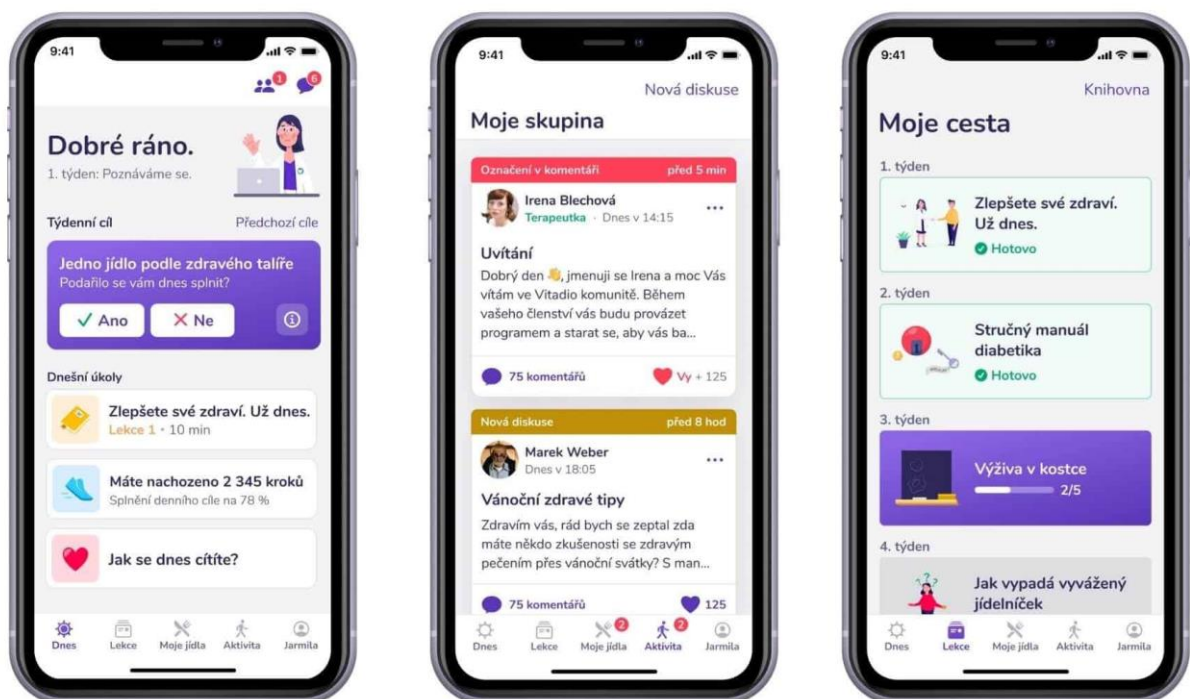 9:41
1
6
Dobré ráno.
1. týden: Poznáváme se.
Týdenní cíl
Předchozí cíle
Jedno jídlo podle zdravého talíře
Podařilo se vám dnes splnit?
Ano
Ne
Dnešní úkoly
Zlepšete své zdraví. Už dnes.
Lekce 1 • 10 min
Máte nachozeno 2 345 kroků
Splnění denního cíle na 78 %
Jak se dnes cítíte?
Dnes
Lekce
Moje jídla
Aktivita
Jarmila
9:41
Nová diskuse
Moje skupina
Označení v komentáři
před 5 min
Irena Blechová
Terapeutka · Dnes v 14:15
Uvítání
Dobrý den 👋, jmenuji se Irena a moc Vás
vítám ve Vitadio komunitě. Během
vašeho členství vás budu provázet
programem a starat se, aby vás ba...
75 komentářů
Vy + 125
Nová diskuse
před 8 hod
Marek Weber
Dnes v 18:05
Vánoční zdravé tipy
Zdravím vás, rád bych se zeptal zda
máte někdo zkušenosti se zdravým
pečením přes vánoční svátky? S man...
75 komentářů
125
2
2
Dnes
Lekce
Moje jídla
Aktivita
Jarmila
9:41
Knihovna
Moje cesta
1. týden
Zlepšete své zdraví.
Už dnes.
Hotovo
2. týden
Stručný manuál
diabetika
Hotovo
3. týden
Výživa v kostce
2/5
4. týden
Jak vypadá vyvážený
jídelníček
Dnes
Lekce
Moje jídla
Aktivita
Jarmila